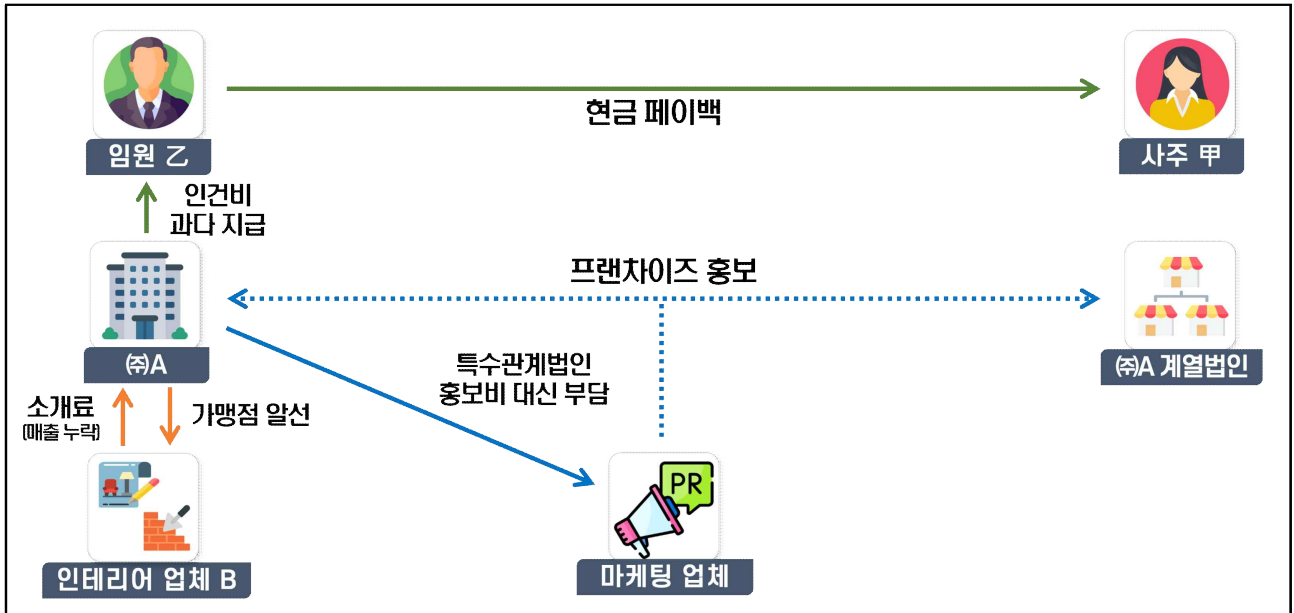 현금 페이백
임원 乙
사주 甲
인건비
과다 지급
프랜차이즈 홍보
㈜A
㈜A 계열법인
특수관계법인
홍보비 대신 부담
소개료
(매출 누락)
가맹점 알선
PR
인테리어 업체 B
마케팅 업체